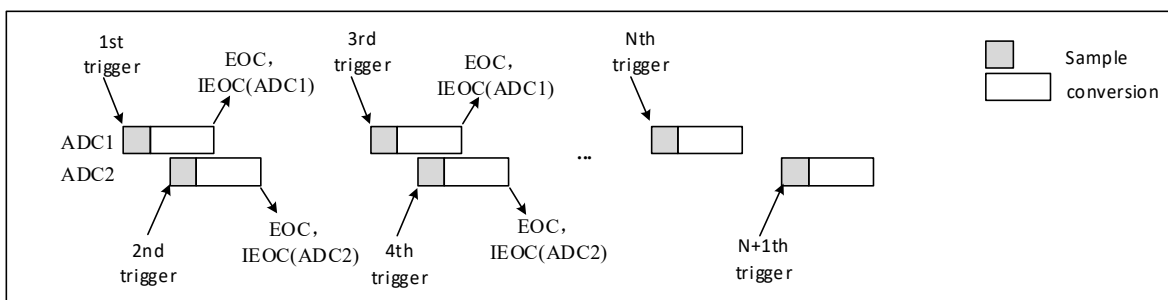 1st
trigger
EOC，
IEOC(ADC1)
3rd
trigger
EOC，
IEOC(ADC1)
Nth
trigger
Sample
conversion
ADC1
ADC2
...
2nd
trigger
EOC，
IEOC(ADC2)
4th
trigger
EOC，
IEOC(ADC2)
N+1th
trigger